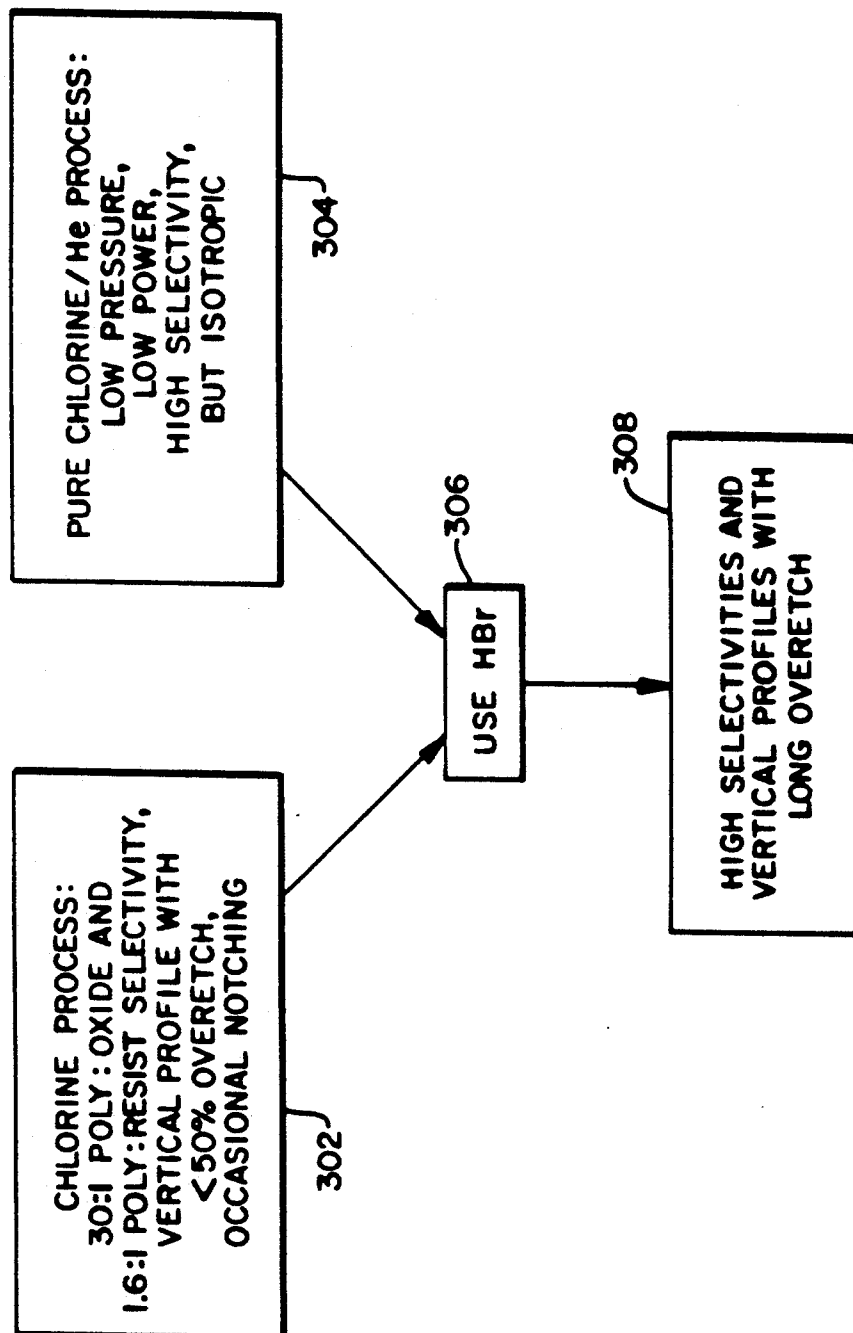 CHLORINE PROCESS:
30:1 POLY:OXIDE AND
1.6:1 POLY:RESIST SELECTIVITY,
VERTICAL PROFILE WITH
<50% OVERETCH,
OCCASIONAL NOTCHING
302
PURE CHLORINE/He PROCESS:
LOW PRESSURE,
LOW POWER,
HIGH SELECTIVITY,
BUT ISOTROPIC
304
USE HBr
306
HIGH SELECTIVITIES AND
VERTICAL PROFILES WITH
LONG OVERETCH
308